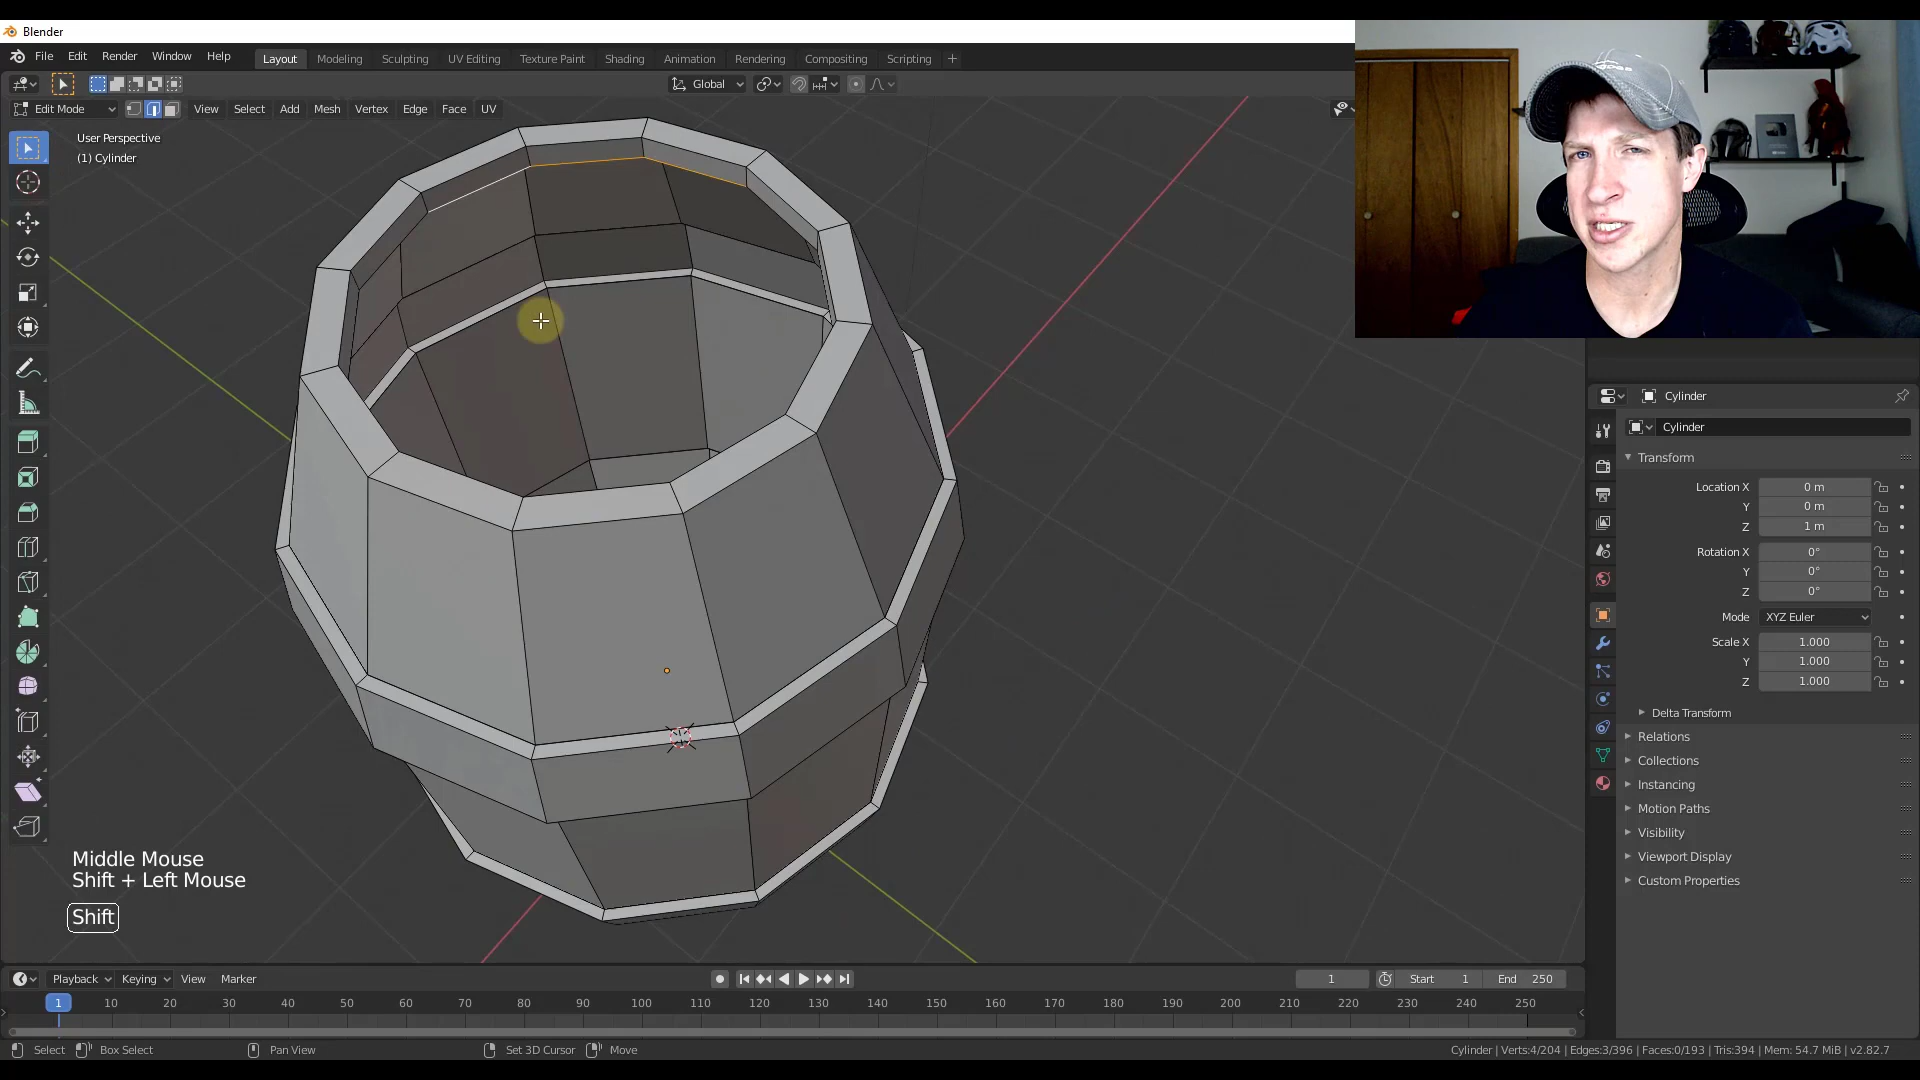 Blender
File Edit Render Window Help Layout Modeling Sculpting UV Editing Texture Paint Shading Animation Rendering Compositing Scripting +
Global
Edit Mode View Select Add Mesh Vertex Edge Face UV
User Perspective
(1) Cylinder
Cylinder
Cylinder
Transform
Location X 0 m
Y 0 m
Z 1 m
Rotation X 0°
Y 0°
Z 0°
Mode XYZ Euler
Scale X 1.000
Y 1.000
Z 1.000
Delta Transform
Relations
Collections
Instancing
Motion Paths
Visibility
Viewport Display
Custom Properties
Middle Mouse
Shift + Left Mouse
Shift
Playback Keying View Marker 1 Start 1 End 250
1 10 20 30 40 50 60 70 80 90 100 110 120 130 140 150 160 170 180 190 200 210 220 230 240 250
Select Box Select Pan View Set 3D Cursor Move Cylinder | Verts:4/204 | Edges:3/396 | Faces:0/193 | Tris:394 | Mem: 54.7 MiB | v2.82.7